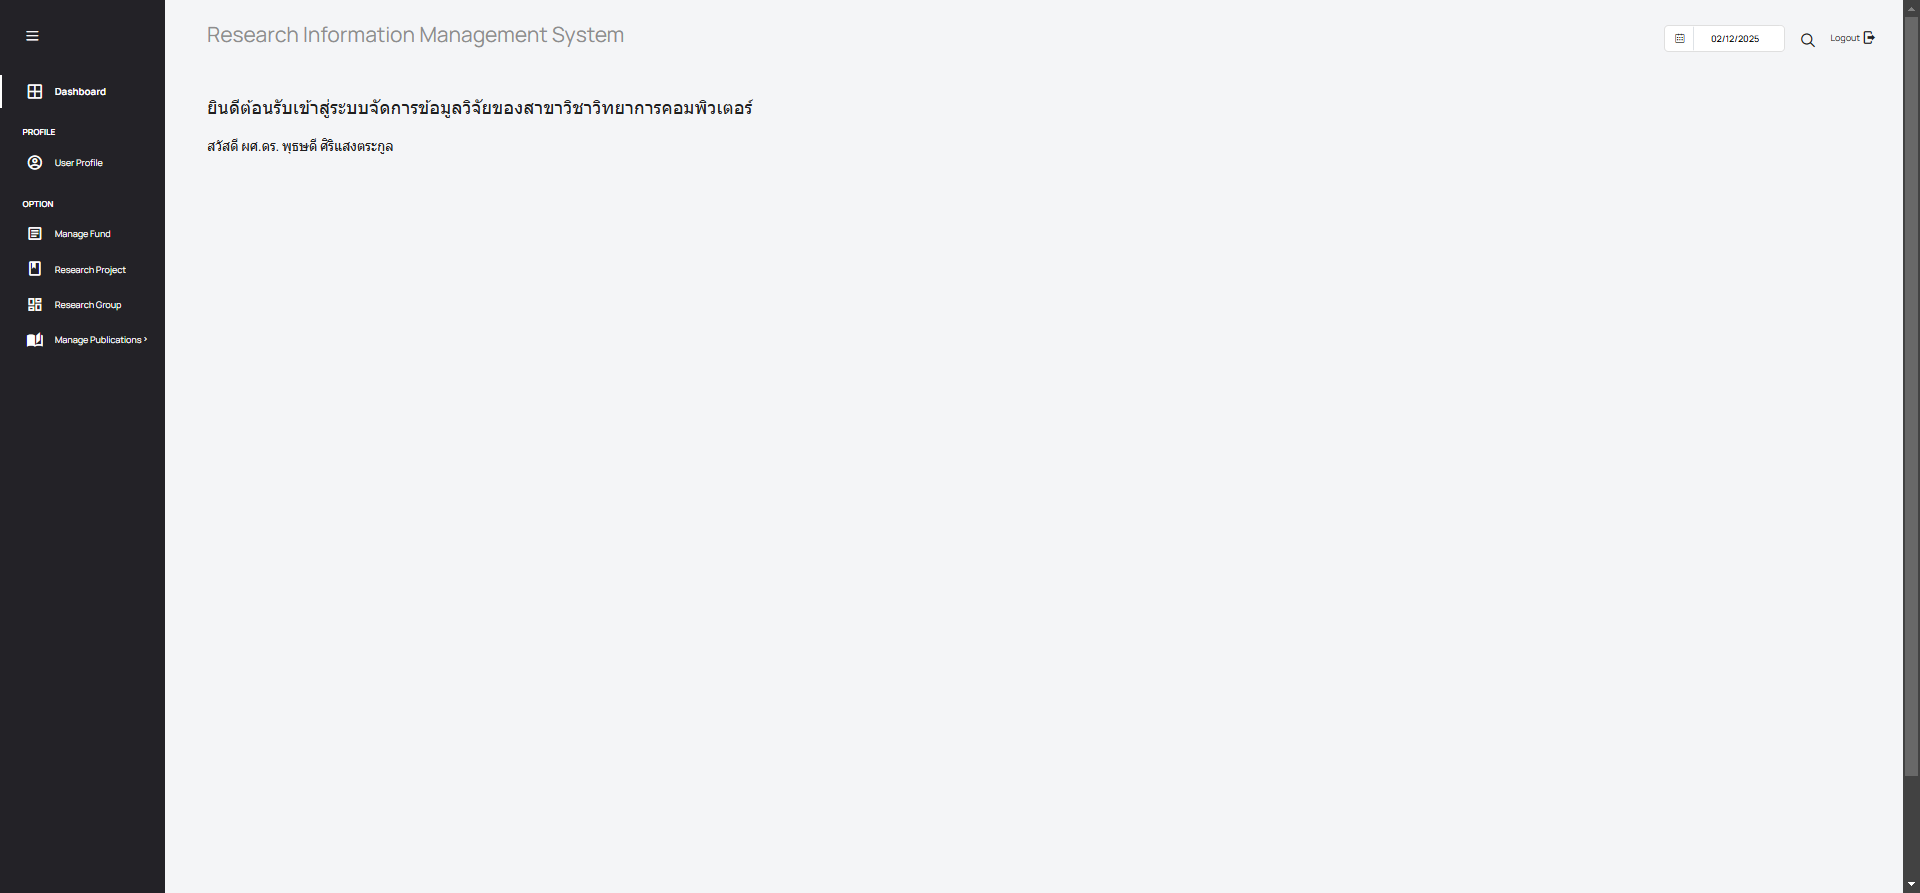 Research Information Management System
02/12/2025
Logout
Dashboard
PROFILE
User Profile
OPTION
Manage Fund
Research Project
Research Group
Manage Publications
ยินดีต้อนรับเข้าสู่ระบบจัดการข้อมูลวิจัยของสาขาวิชาวิทยาการคอมพิวเตอร์
สวัสดี ผศ.ดร. พุธษดี ศิริแสงตระกูล